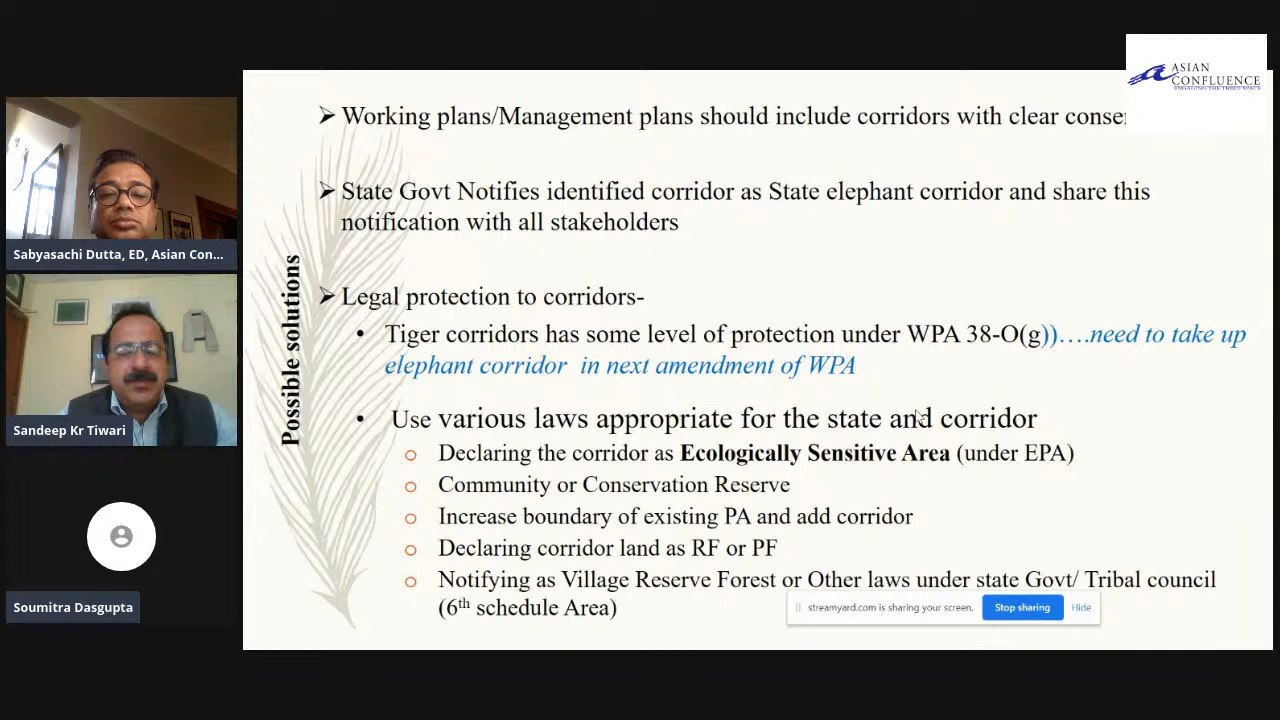 ASIAN
CONFLUENCE
Working plans/Management plans should include corridors with clear conser
State Govt Notifies identified corridor as State elephant corridor and share this
notification with all stakeholders
Possible solutions
Legal protection to corridors-
Tiger corridors has some level of protection under WPA 38-O(g))….need to take up
elephant corridor in next amendment of WPA
Use various laws appropriate for the state and corridor
Declaring the corridor as Ecologically Sensitive Area (under EPA)
Community or Conservation Reserve
Increase boundary of existing PA and add corridor
Declaring corridor land as RF or PF
Notifying as Village Reserve Forest or Other laws under state Govt/ Tribal council
(6th schedule Area)
streamyard.com is sharing your screen.
Stop sharing
Hide
Sabyasachi Dutta, ED, Asian Con...
Sandeep Kr Tiwari
Soumitra Dasgupta